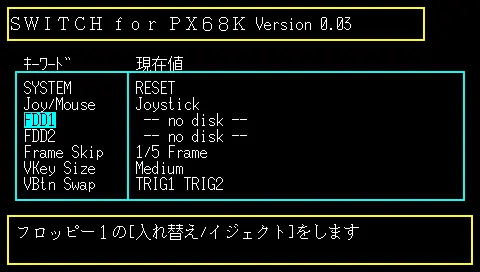 ＳＷＩＴＣＨ ｆｏｒ ＰＸ６８Ｋ Version 0.03
ｷｰﾜｰﾄﾞ 現在値
SYSTEM RESET
Joy/Mouse Joystick
FDD1 -- no disk --
FDD2 -- no disk --
Frame Skip 1/5 Frame
VKey Size Medium
VBtn Swap TRIG1 TRIG2
フロッピー１の[入れ替え/イジェクト]をします